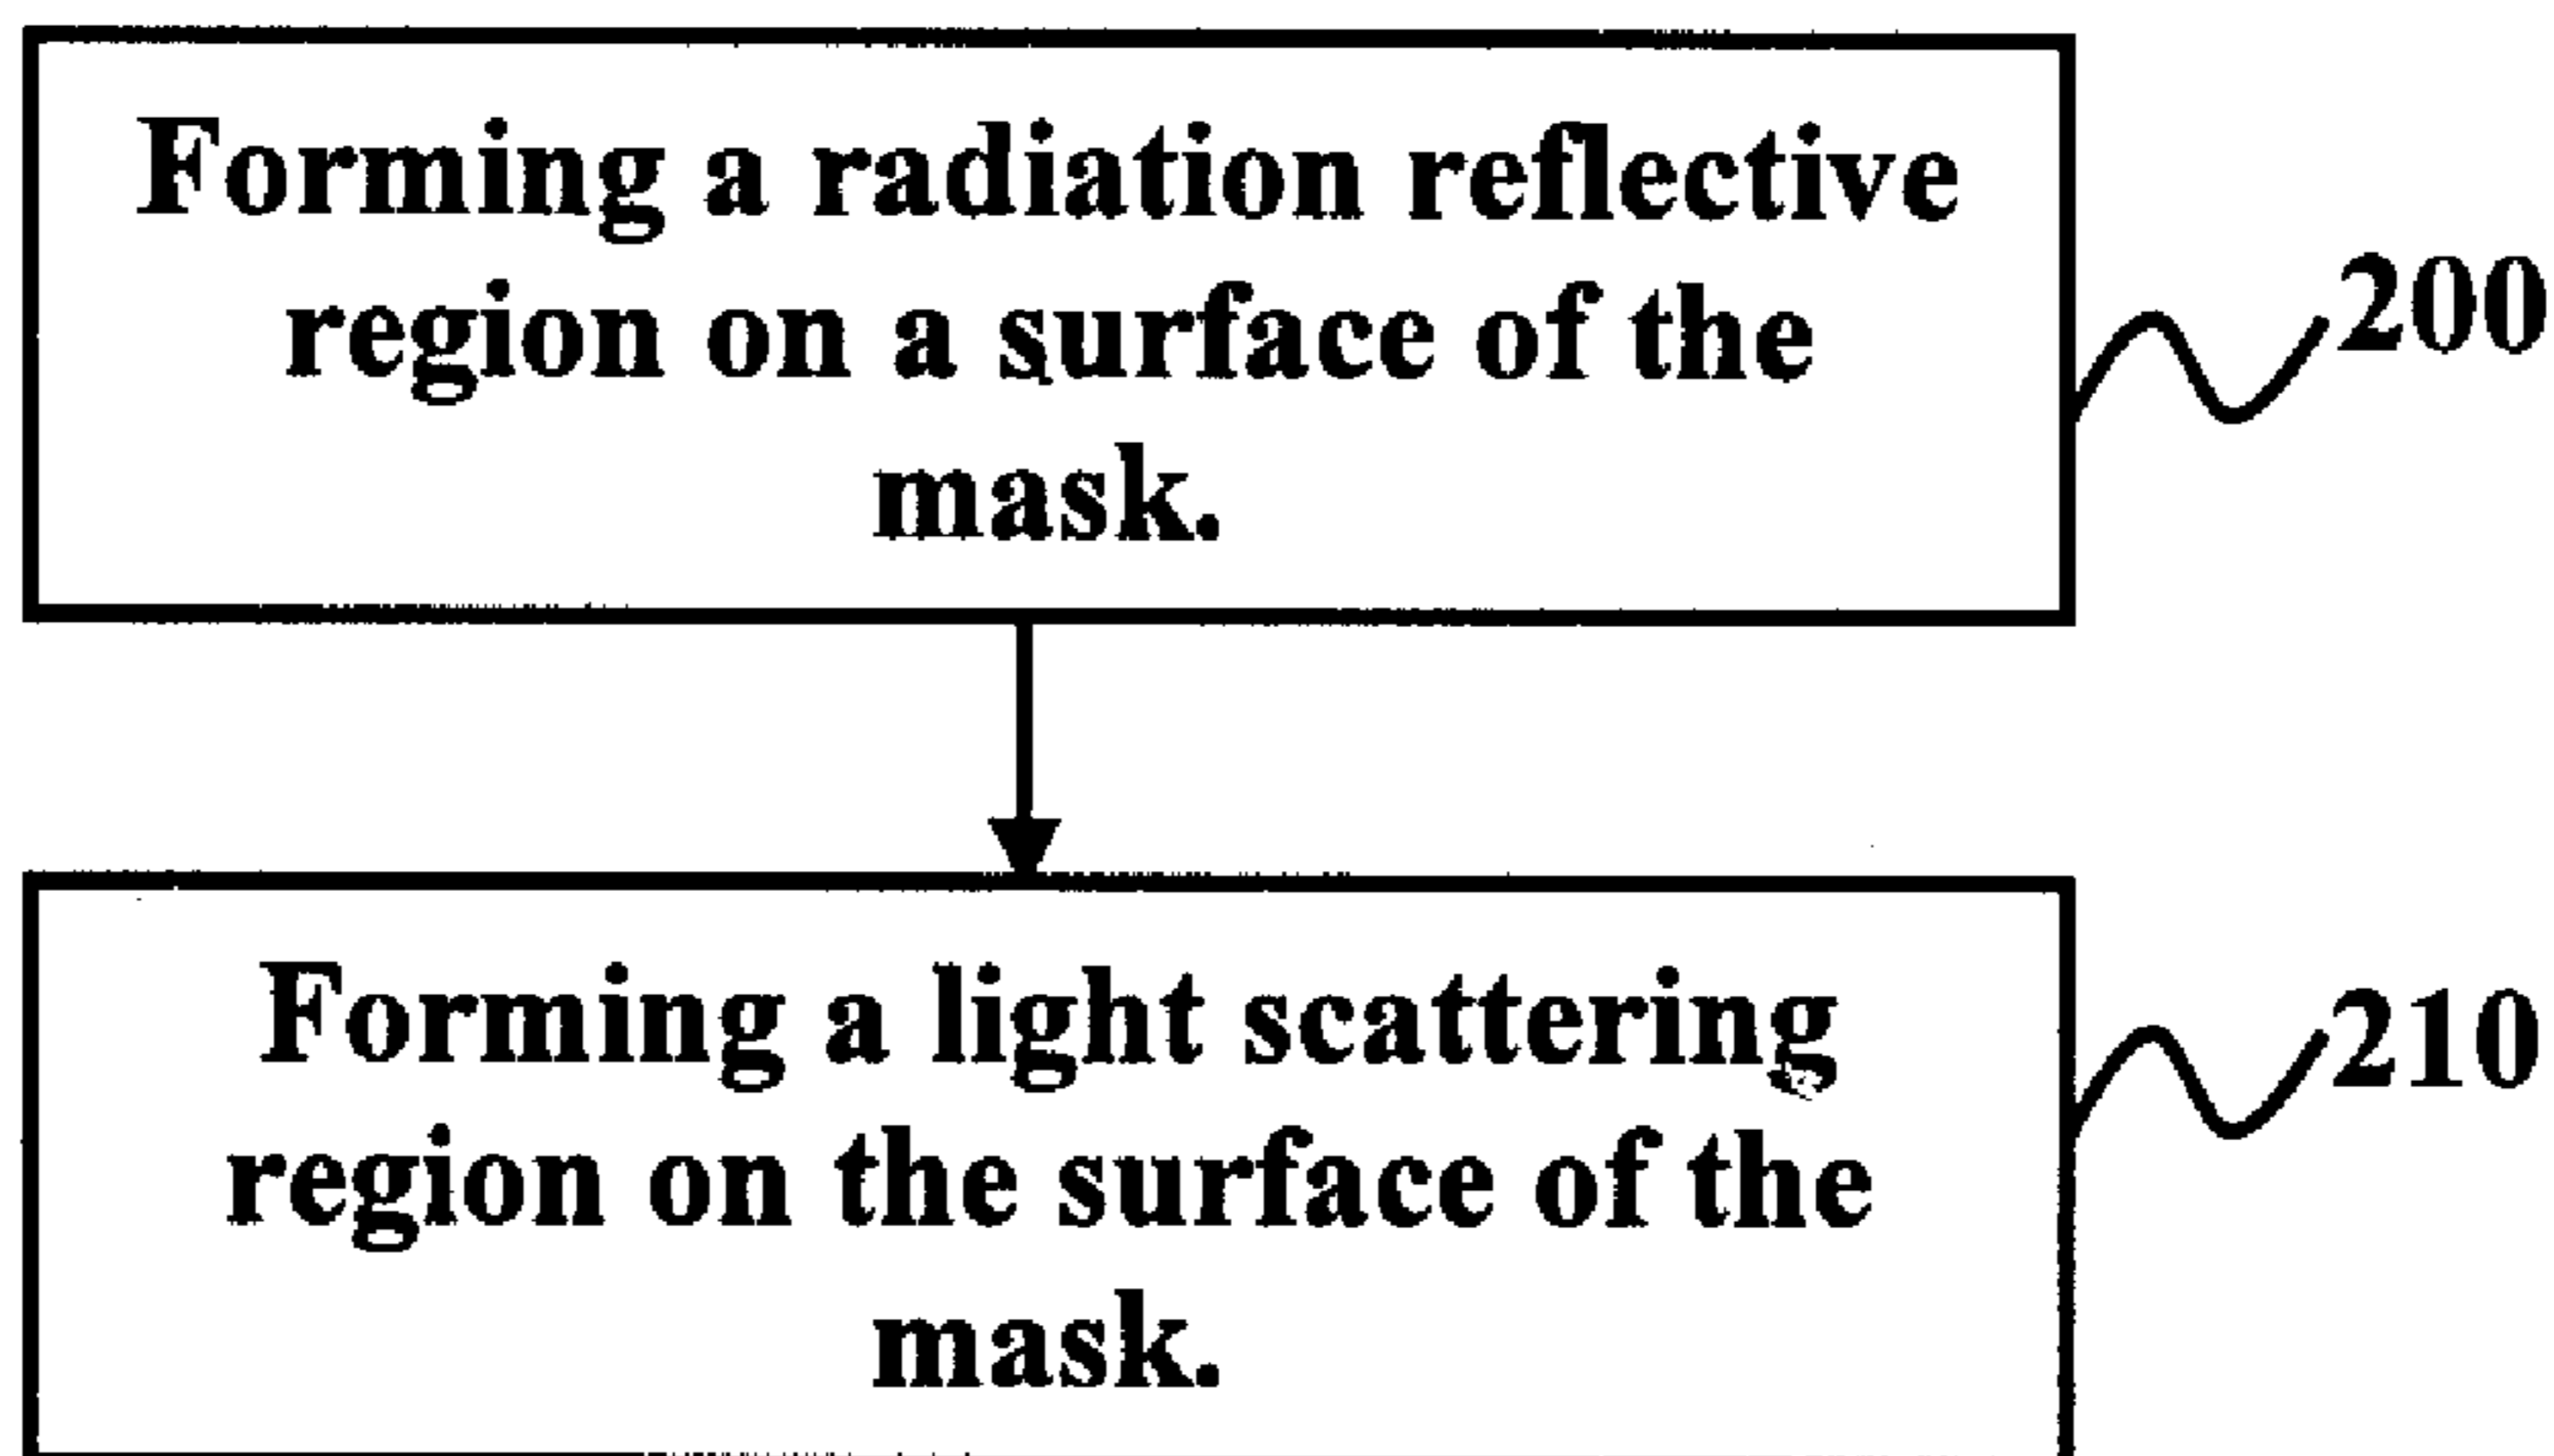 Forming a radiation reflective
region on a surface of the
mask.
200
Forming a light scattering
region on the surface of the
mask.
210